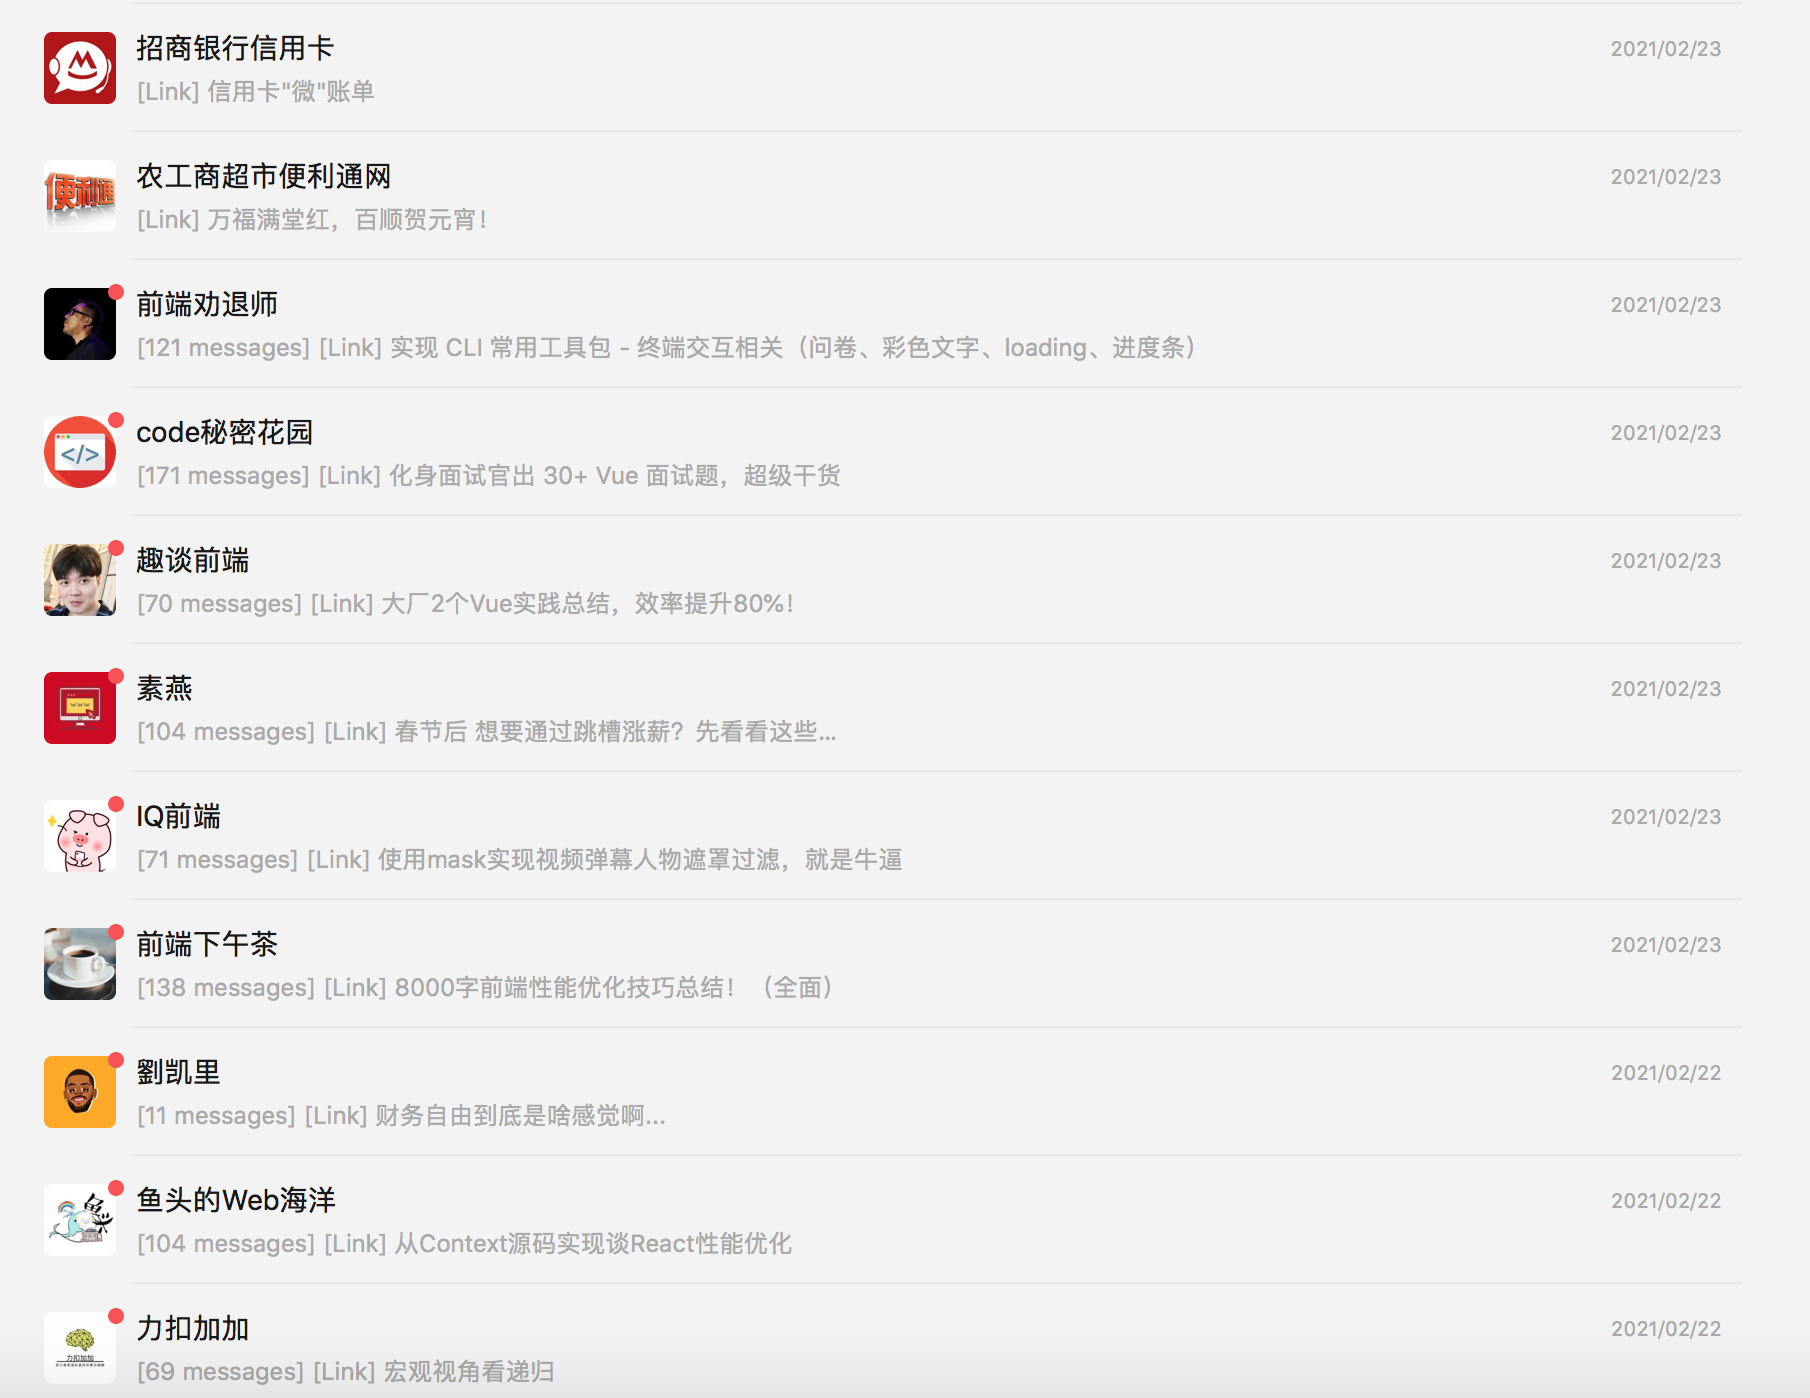 招商银行信用卡
2021/02/23
[Link] 信用卡"微"账单
便利通
农工商超市便利通网
2021/02/23
[Link] 万福满堂红，百顺贺元宵！
前端劝退师
2021/02/23
[121 messages] [Link] 实现 CLI 常用工具包 - 终端交互相关（问卷、彩色文字、loading、进度条）
</>
code秘密花园
2021/02/23
[171 messages] [Link] 化身面试官出 30+ Vue 面试题，超级干货
趣谈前端
2021/02/23
[70 messages] [Link] 大厂2个Vue实践总结，效率提升80%！
www
素燕
2021/02/23
[104 messages] [Link] 春节后 想要通过跳槽涨薪？先看看这些...
IQ前端
2021/02/23
[71 messages] [Link] 使用mask实现视频弹幕人物遮罩过滤，就是牛逼
前端下午茶
2021/02/23
[138 messages] [Link] 8000字前端性能优化技巧总结！（全面）
劉凯里
2021/02/22
[11 messages] [Link] 财务自由到底是啥感觉啊...
鱼头
鱼头的Web海洋
2021/02/22
[104 messages] [Link] 从Context源码实现谈React性能优化
力扣加加
力扣加加
2021/02/22
[69 messages] [Link] 宏观视角看递归